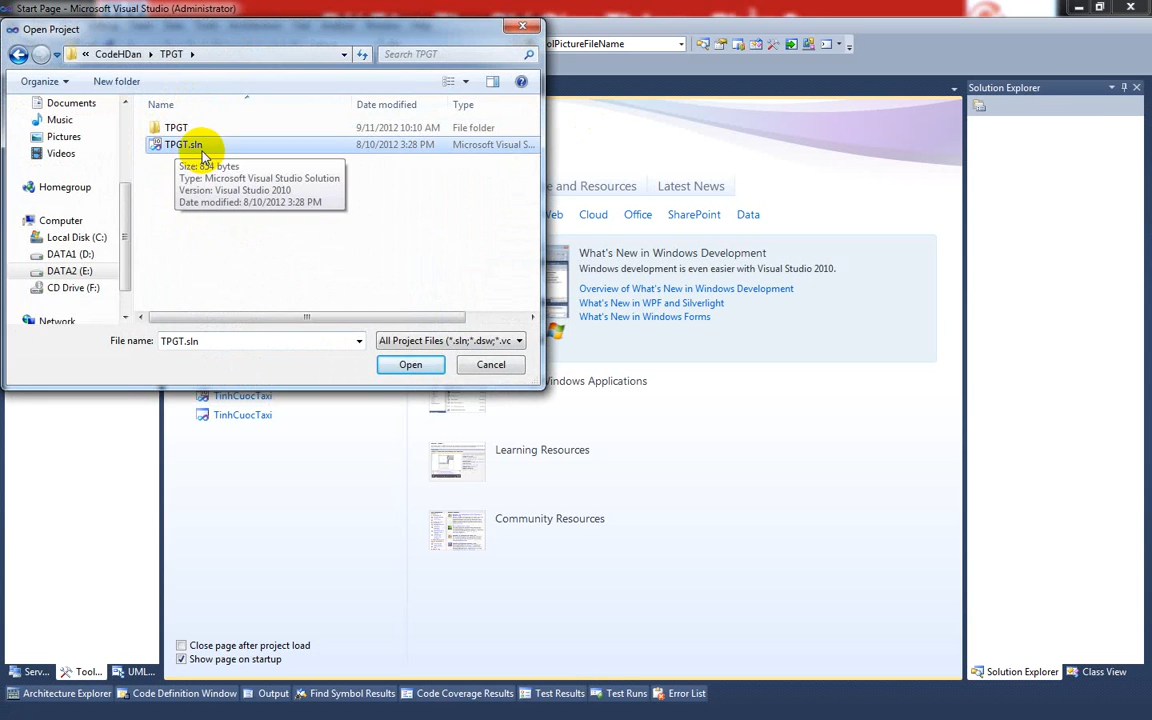 Start Page - Microsoft Visual Studio (Administrator)
Open Project
« CodeHDan ▸ TPGT ▸
Search TPGT
olPictureFileName
Organize
New folder
Solution Explorer
Documents
Music
Pictures
Videos
Homegroup
Computer
Local Disk (C:)
DATA1 (D:)
DATA2 (E:)
CD Drive (F:)
Network
Name
Date modified
Type
TPGT
9/11/2012 10:10 AM
File folder
TPGT.sln
8/10/2012 3:28 PM
Microsoft Visual S...
Size: 834 bytes
Type: Microsoft Visual Studio Solution
Version: Visual Studio 2010
Date modified: 8/10/2012 3:28 PM
File name:
TPGT.sln
All Project Files (*.sln;*.dsw;*.vc
Open
Cancel
e and Resources
Latest News
Web
Cloud
Office
SharePoint
Data
What's New in Windows Development
Windows development is even easier with Visual Studio 2010.
Overview of What's New in Windows Development
What's New in WPF and Silverlight
What's New in Windows Forms
Windows Applications
TinhCuocTaxi
TinhCuocTaxi
Learning Resources
Community Resources
Close page after project load
Show page on startup
Serv...
Tool...
UML...
Solution Explorer
Class View
Architecture Explorer
Code Definition Window
Output
Find Symbol Results
Code Coverage Results
Test Results
Test Runs
Error List